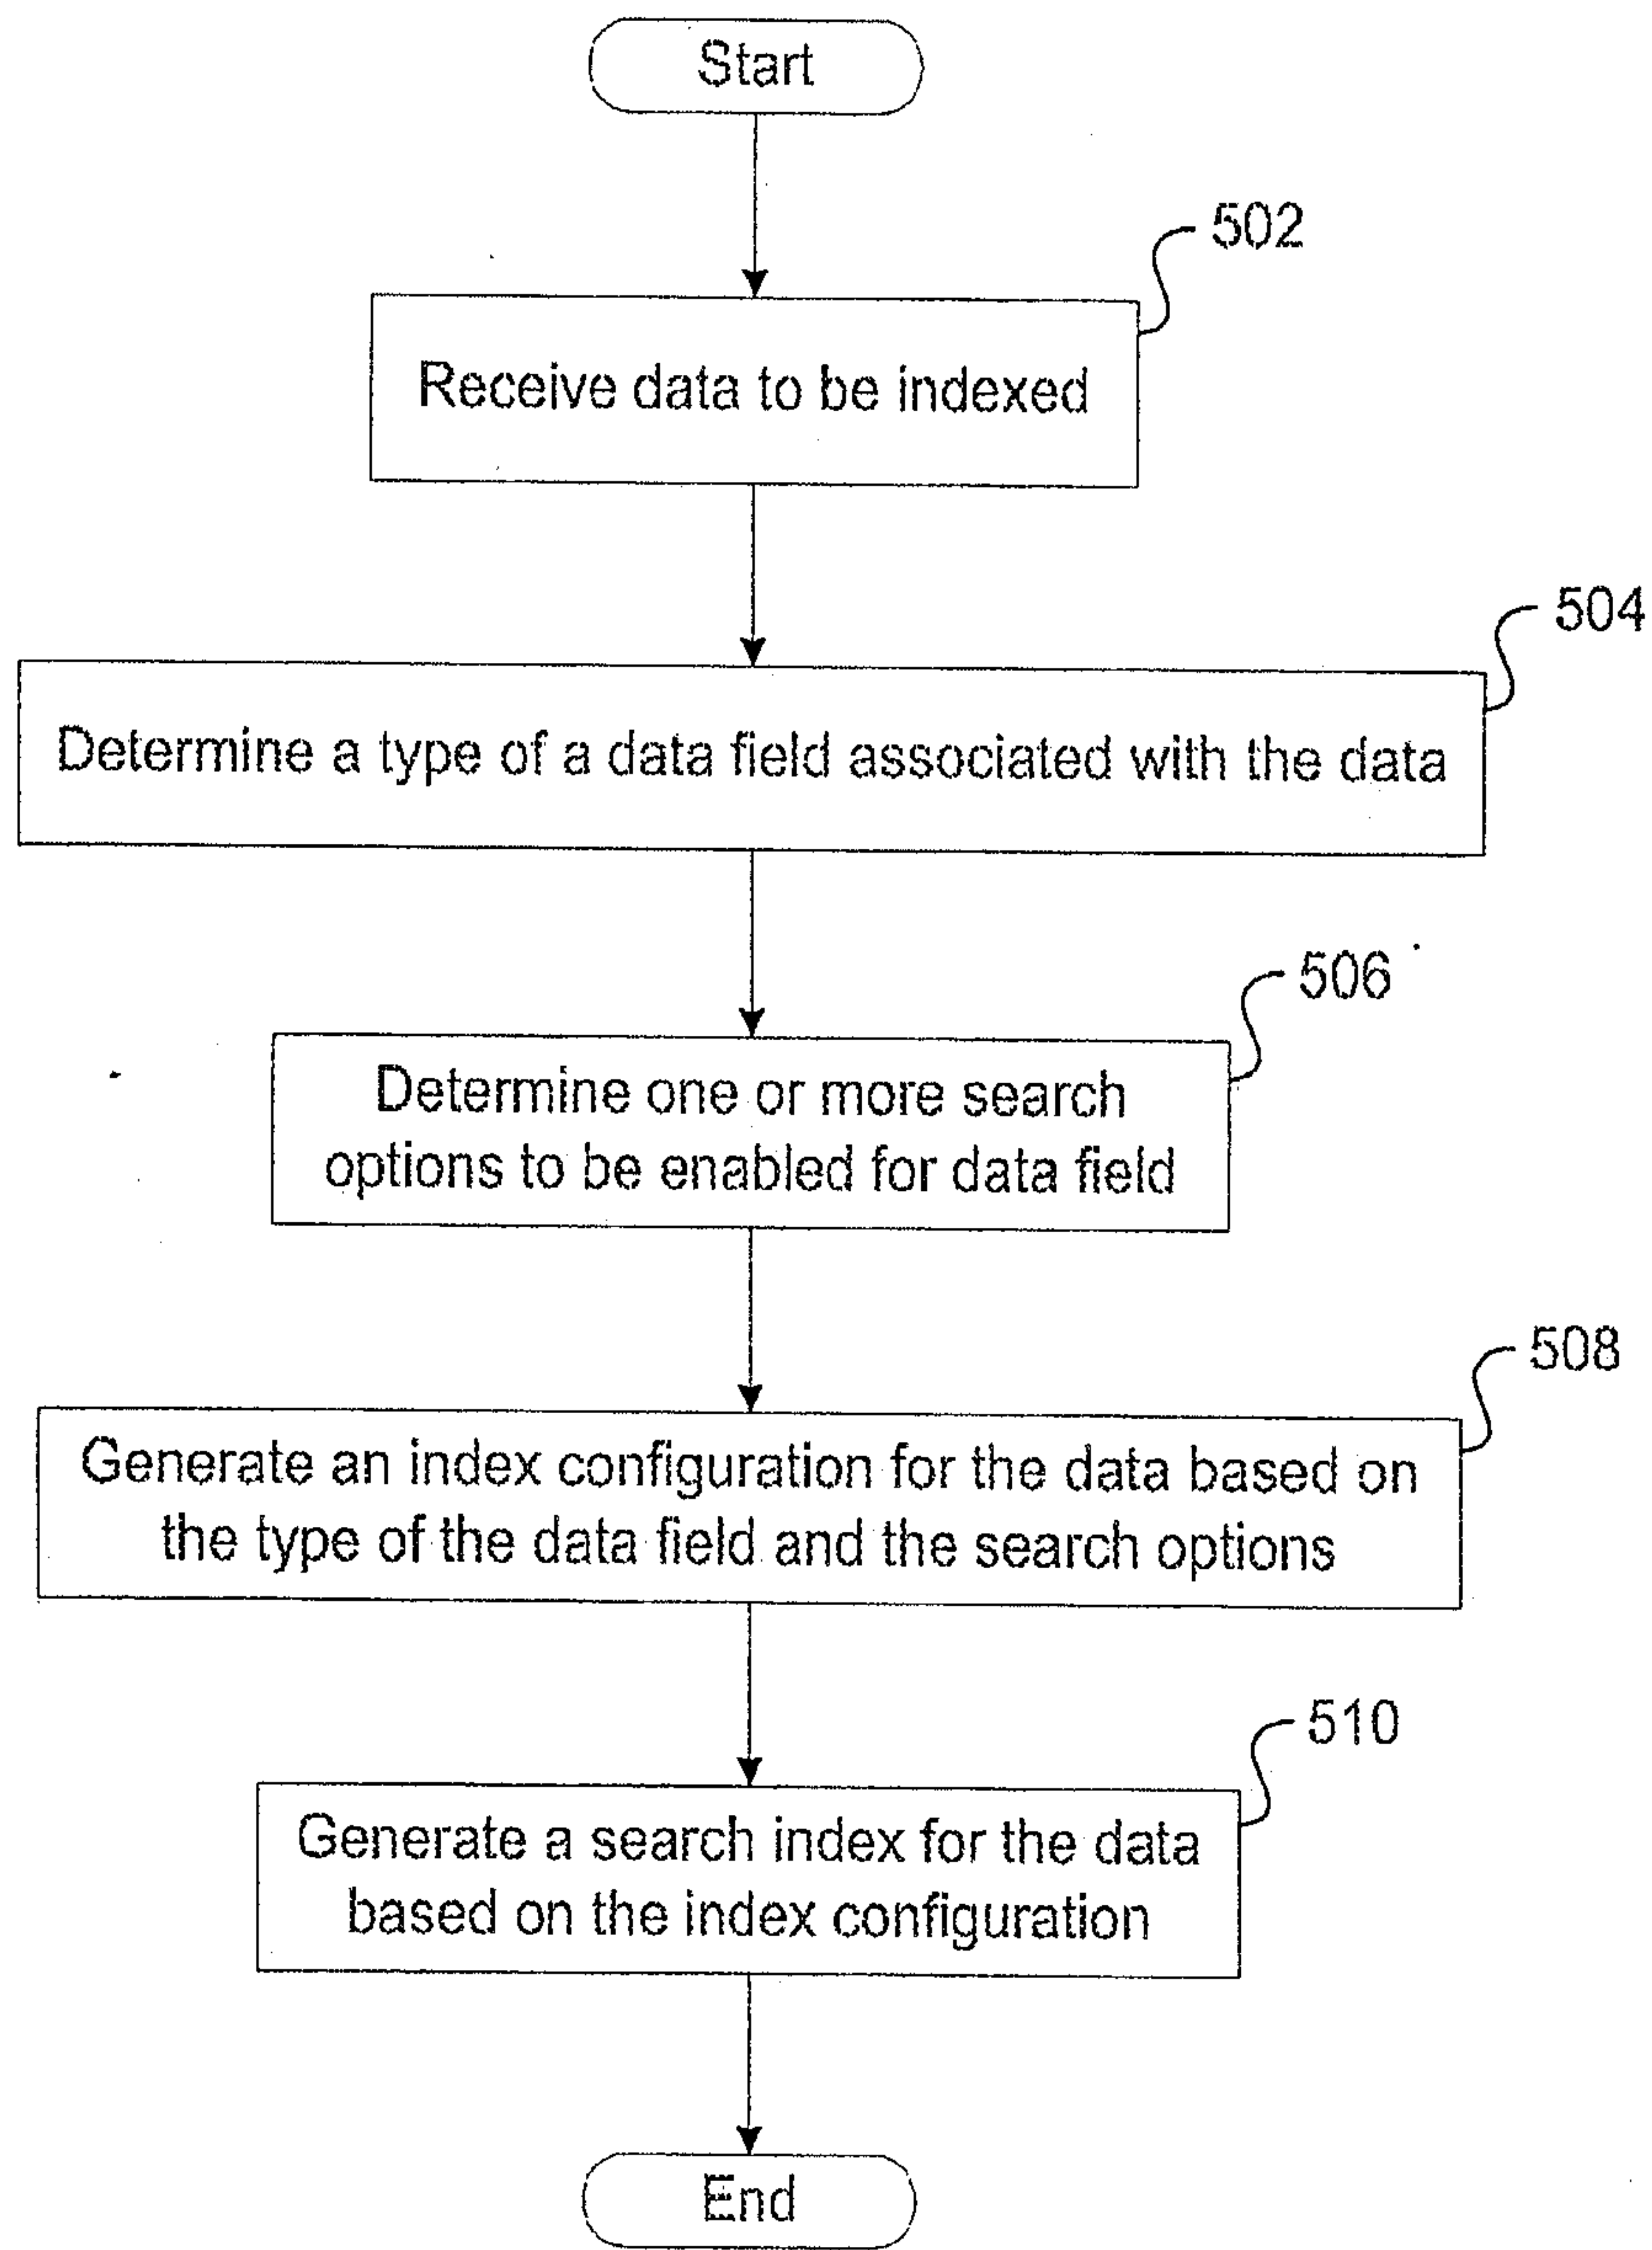 Start
502
Receive data to be indexed
504
Determine a type of a data field associated with the data
506
Determine one or more search
options to be enabled for data field
508
Generate an index configuration for the data based on
the type of the data field and the search options
510
Generate a search index for the data
based on the index configuration
End